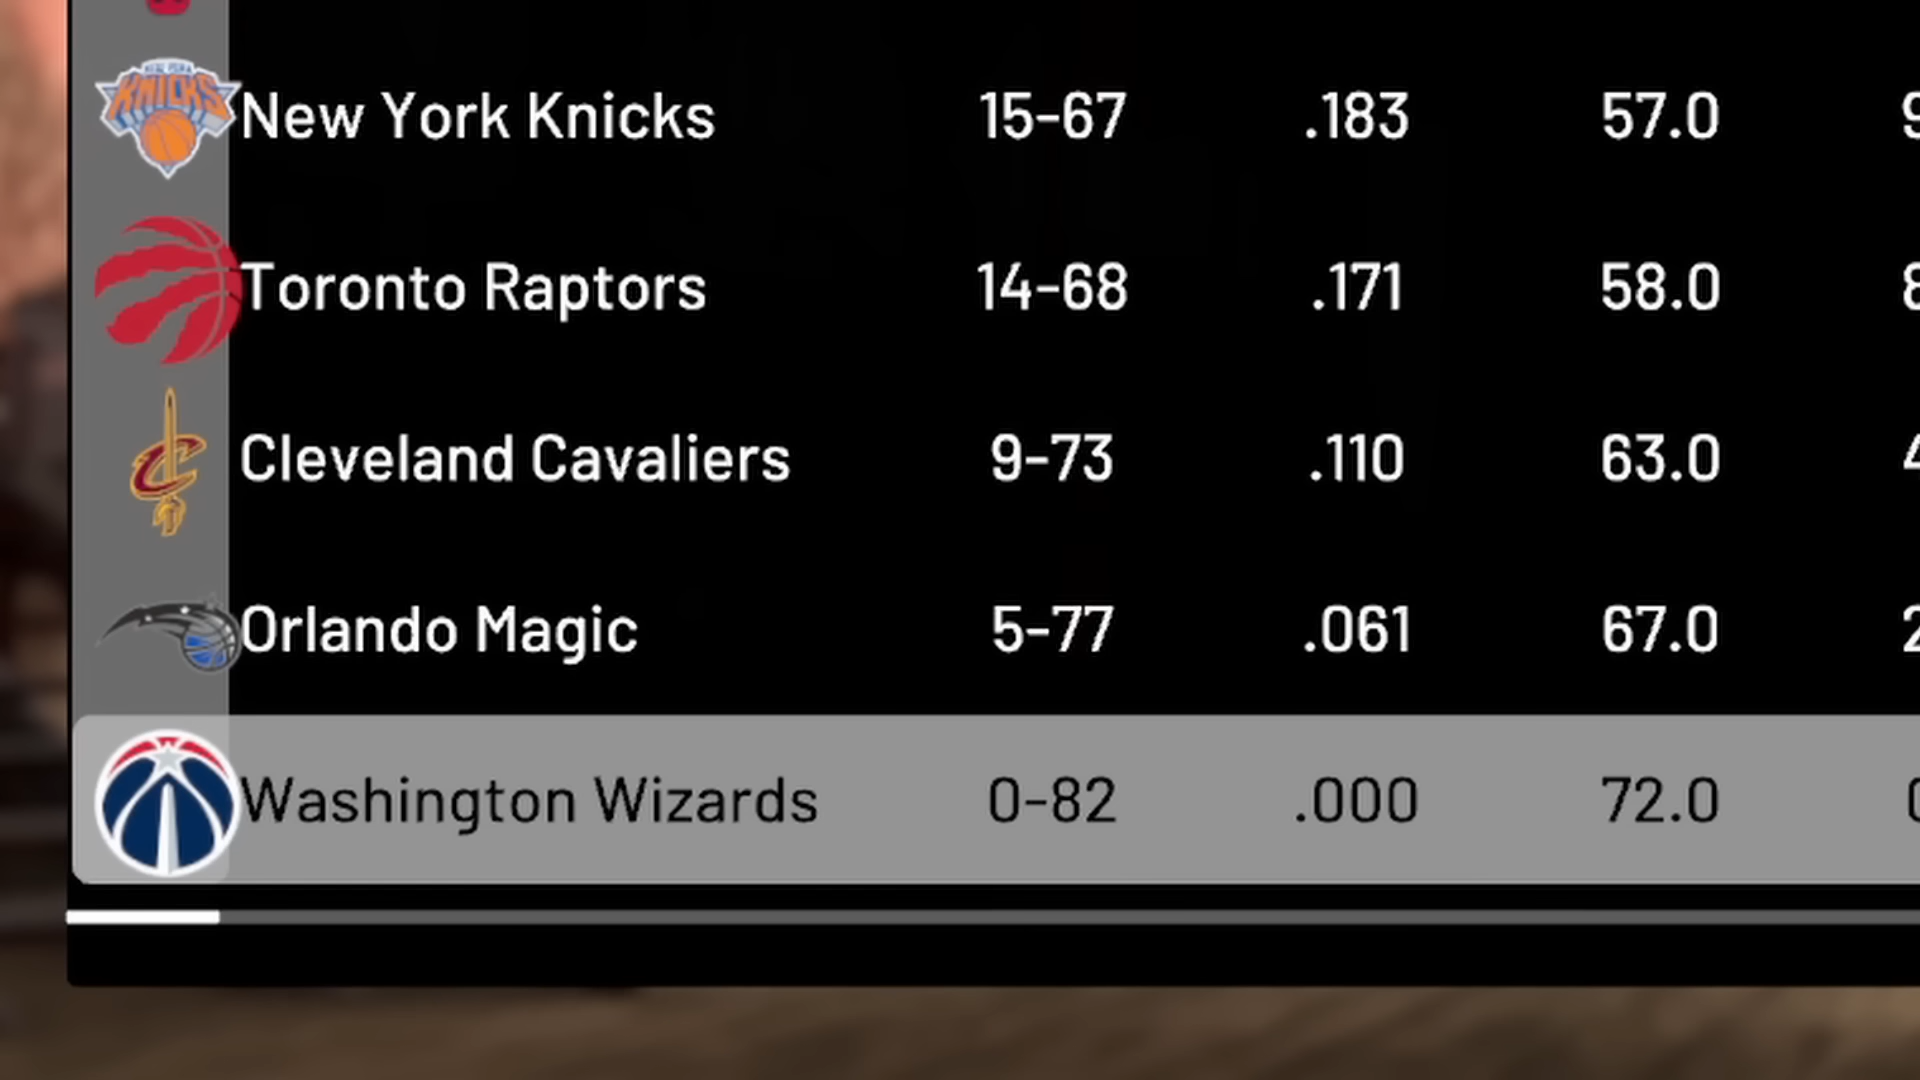 KNICKS
New York Knicks 15-67 .183 57.0
Toronto Raptors 14-68 .171 58.0
Cleveland Cavaliers 9-73 .110 63.0
Orlando Magic 5-77 .061 67.0
Washington Wizards 0-82 .000 72.0